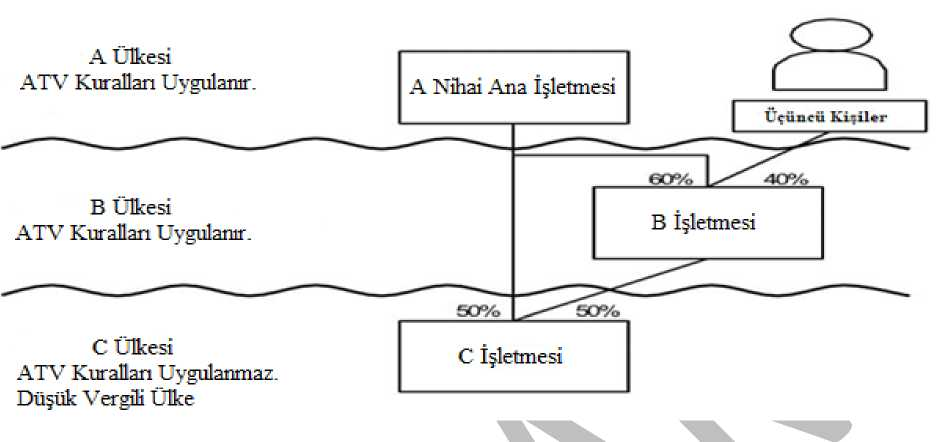 A Ülkesi
ATV Kuralları Uygulanır.
A Nihai Ana İşletmesi
Üçüncü Kişiler
60%
40%
B Ülkesi
ATV Kuralları Uygulanır.
B İşletmesi
50%
50%
C Ülkesi
ATV Kuralları Uygulanmaz.
Düşük Vergili Ülke
C İşletmesi